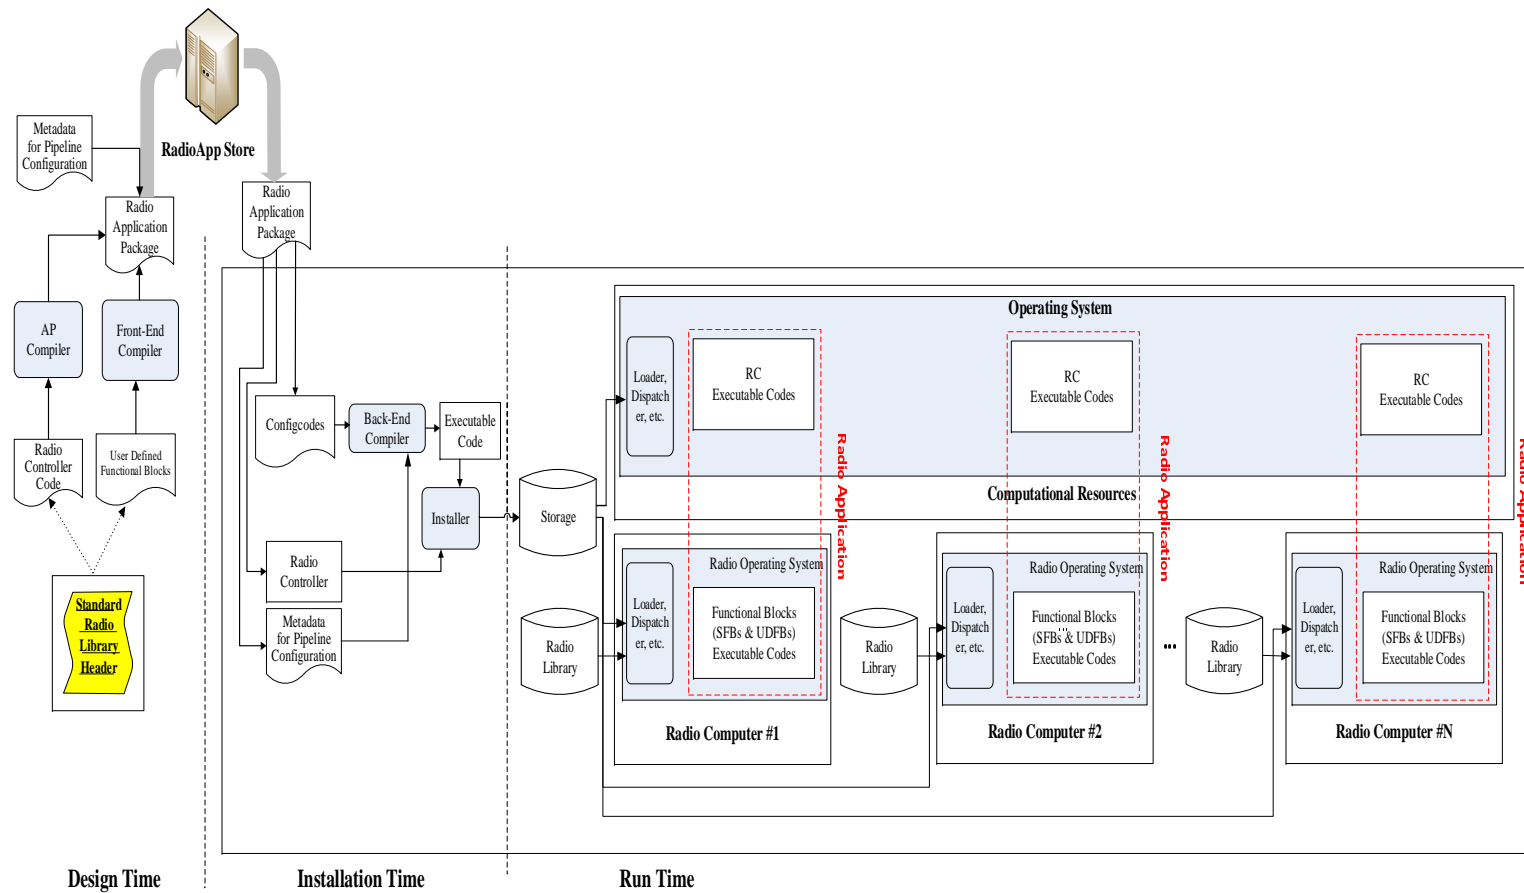 RadioApp Store
Metadata
for Pipeline
Configuration
Radio
Application
Package
AP
Compiler
Front-End
Compiler
Radio
Controller
Code
User Defined
Functional Blocks
Standard
Radio
Library
Header
Design Time
Radio
Application
Package
Configcodes
Back-End
Compiler
Executable
Code
Installer
Radio
Controller
Metadata
for Pipeline
Configuration
Installation Time
Storage
Operating System
Loader,
Dispatch
er, etc.
RC
Executable Codes
RC
Executable Codes
RC
Executable Codes
Computational Resources
Radio Application
Radio Application
Radio Application
Radio
Library
Radio Operating System
Loader,
Dispatch
er, etc.
Functional Blocks
(SFBs & UDFBs)
Executable Codes
Radio Computer #1
Radio
Library
Radio Operating System
Loader,
Dispatch
er, etc.
Functional Blocks
(SFBs & UDFBs)
Executable Codes
Radio Computer #2
...
Radio
Library
Radio Operating System
Loader,
Dispatch
er, etc.
Functional Blocks
(SFBs & UDFBs)
Executable Codes
Radio Computer #N
Run Time